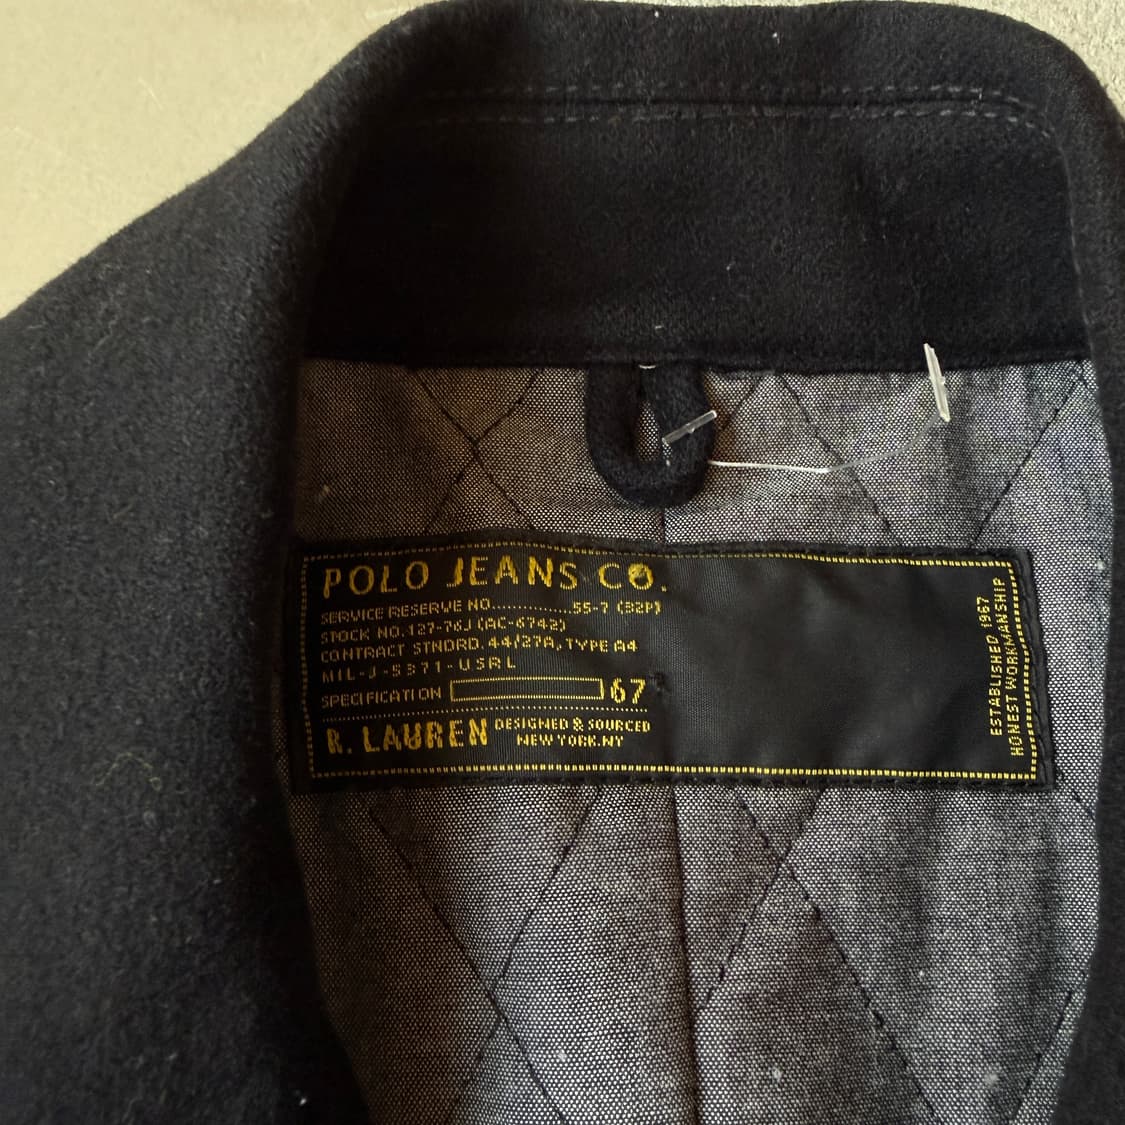 POLO JEANS CO.
SERVICE RESERVE NO.............55-7 (32P)
STOCK NO.127-76J (AC-6742)
CONTRACT STNDRD. 44/27A, TYPE A4
MIL-J-5371-USRL
SPECIFICATION 67
R. LAUREN DESIGNED & SOURCED
NEW YORK.NY
ESTABLISHED 1967
HONEST WORKMANSHIP